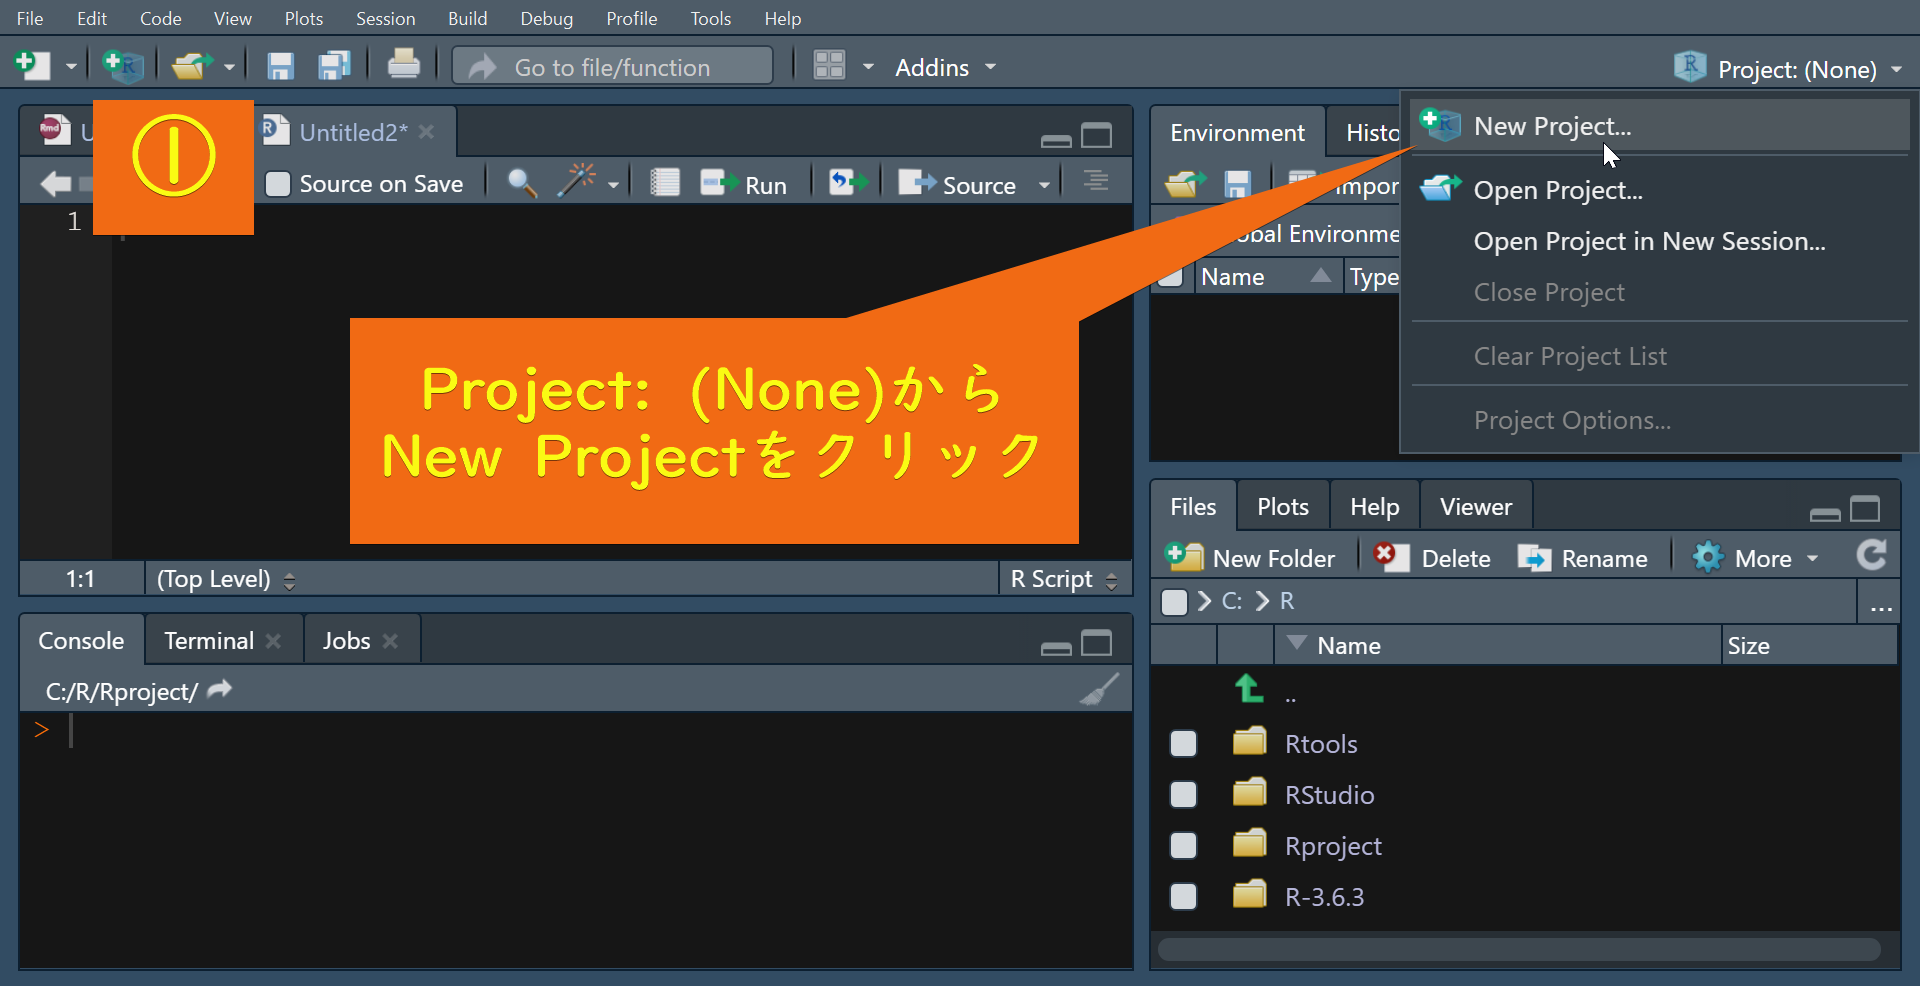 File Edit Code View Plots Session Build Debug Profile Tools Help
Go to file/function Addins Project: (None)
① Untitled2* Environment New Project...
Source on Save Run Source
Open Project...
1
Open Project in New Session...
Name Type
Close Project
Clear Project List
Project Options...
Project: (None)から
New Projectをクリック
Files Plots Help Viewer
New Folder Delete Rename More
1:1 (Top Level) R Script
C: R
...
Console Terminal Jobs
Name Size
C:/R/Rproject/
..
>
Rtools
RStudio
Rproject
R-3.6.3